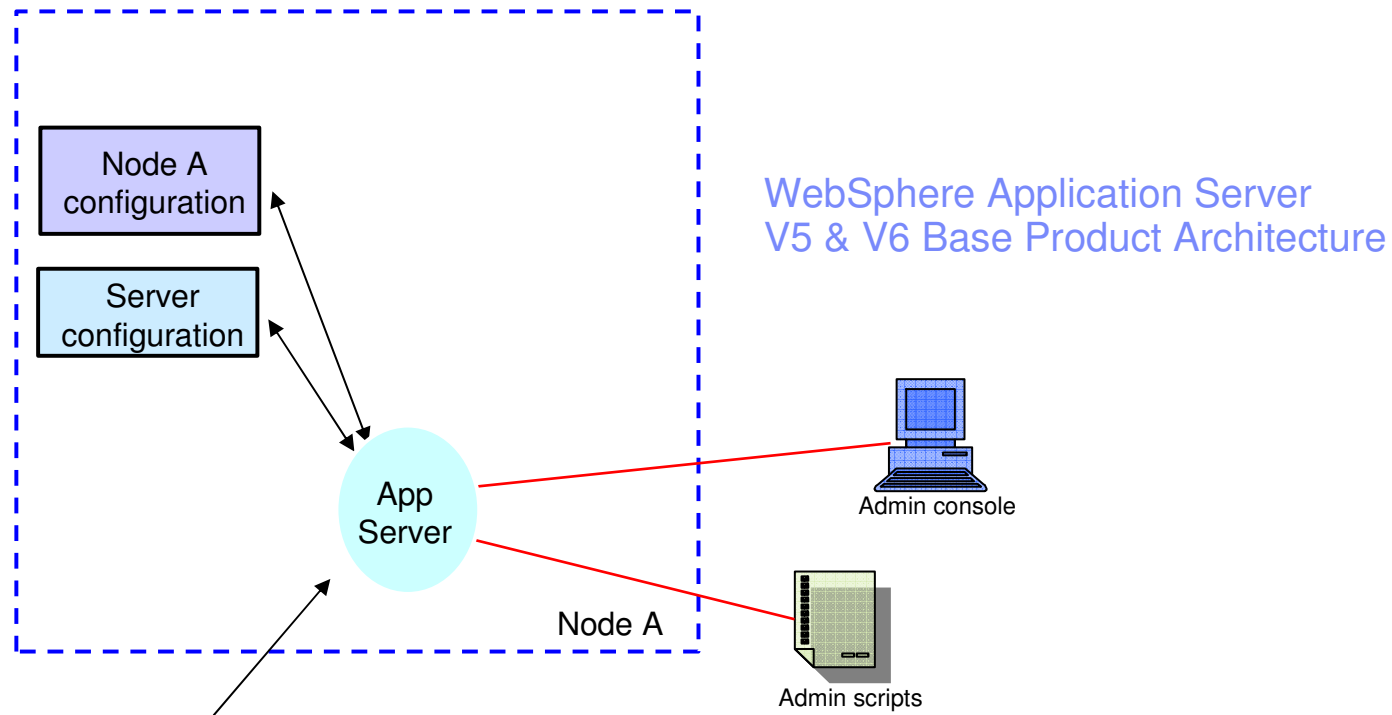 Node A
configuration
Server
configuration
WebSphere Application Server
V5 & V6 Base Product Architecture
App
Server
Admin console
Node A
Admin scripts